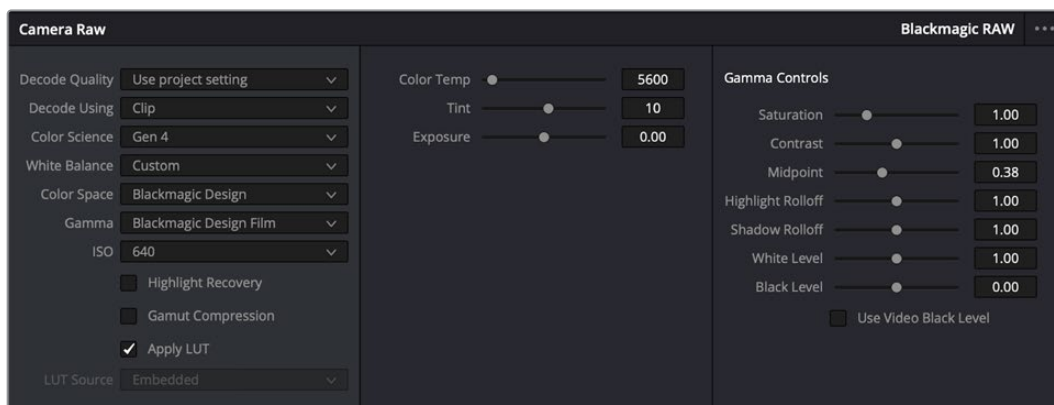 Camera Raw
Blackmagic RAW
Decode Quality Use project setting
Decode Using Clip
Color Science Gen 4
White Balance Custom
Color Space Blackmagic Design
Gamma Blackmagic Design Film
ISO 640
Highlight Recovery
Gamut Compression
Apply LUT
LUT Source Embedded
Color Temp 5600
Tint 10
Exposure 0.00
Gamma Controls
Saturation 1.00
Contrast 1.00
Midpoint 0.38
Highlight Rolloff 1.00
Shadow Rolloff 1.00
White Level 1.00
Black Level 0.00
Use Video Black Level